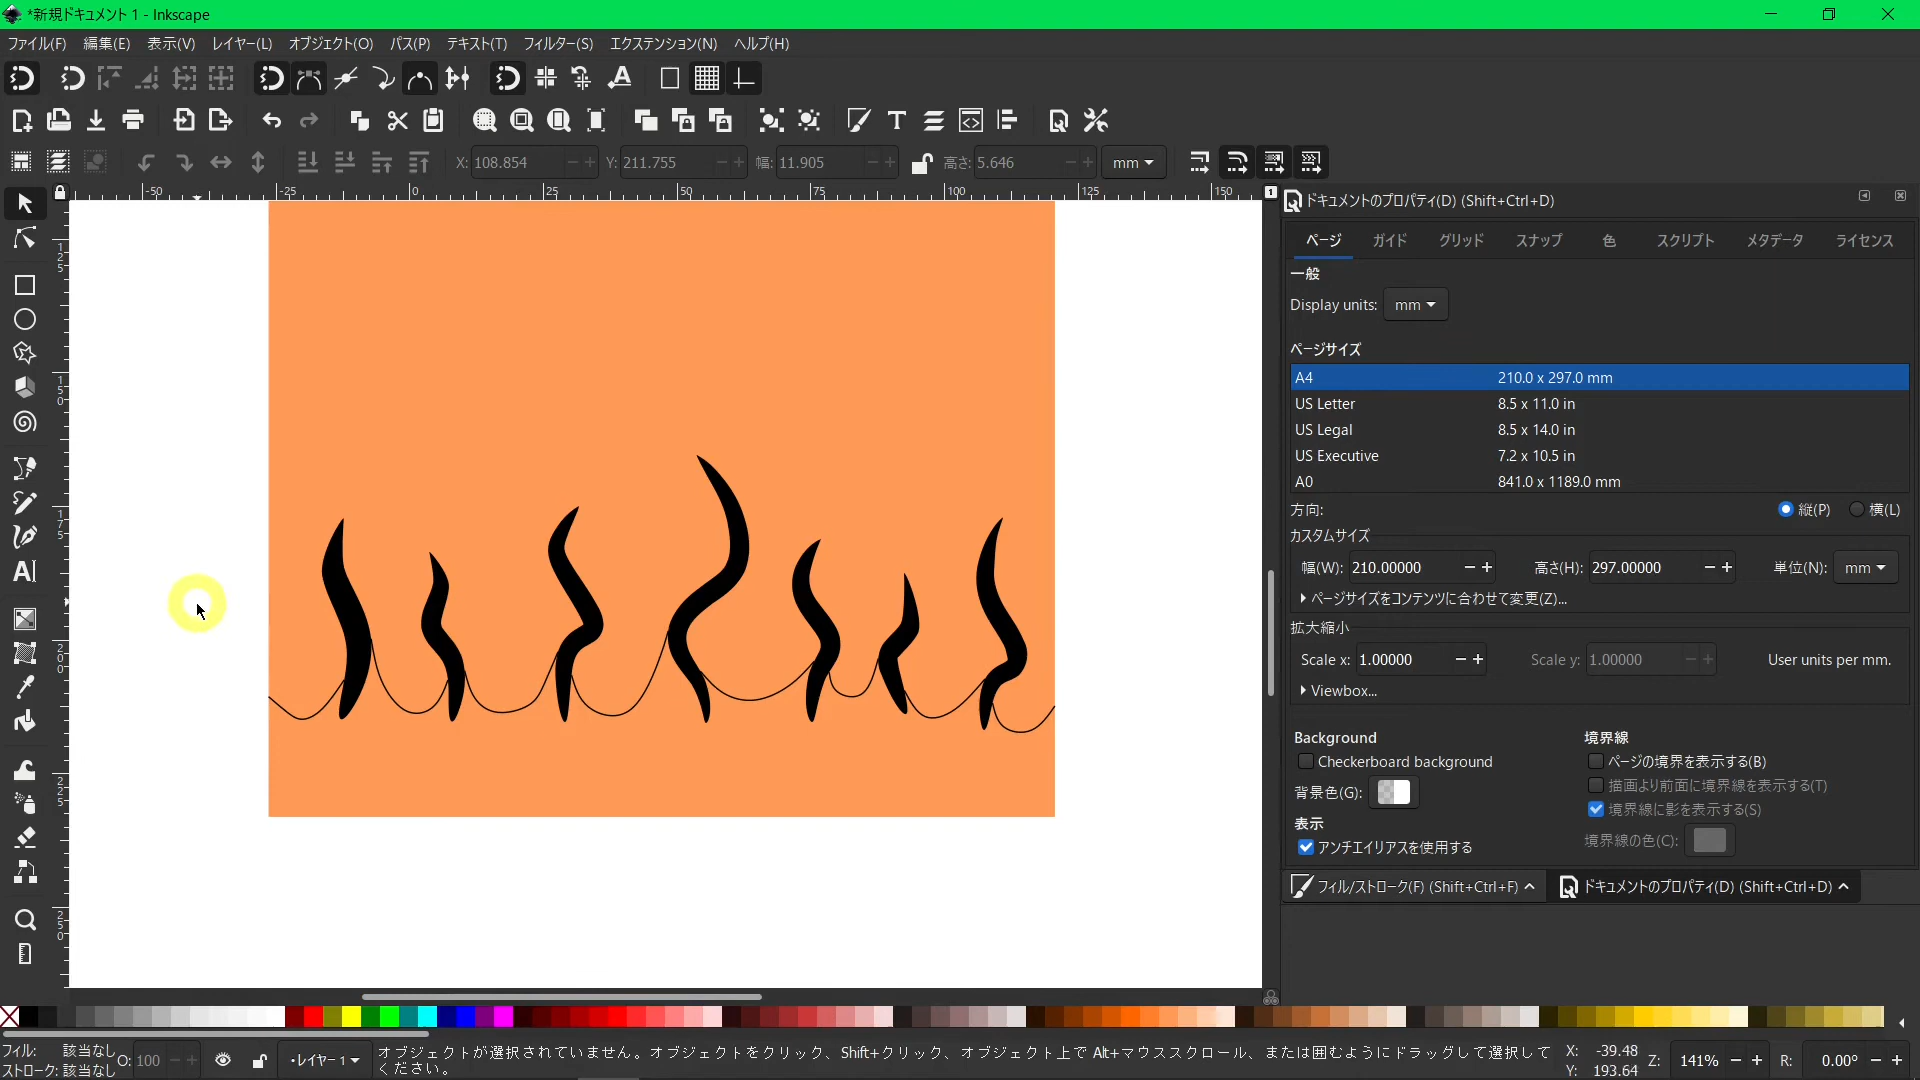 *新規ドキュメント 1 - Inkscape
ファイル(F) 編集(E) 表示(V) レイヤー(L) オブジェクト(O) パス(P) テキスト(T) フィルター(S) エクステンション(N) ヘルプ(H)
X: 108.854 Y: 211.755 幅: 11.905 高さ: 5.646 mm
-50 -25 0 25 50 75 100 125 150
1
125
150
175
200
225
250
ドキュメントのプロパティ(D) (Shift+Ctrl+D)
ページ ガイド グリッド スナップ 色 スクリプト メタデータ ライセンス
一般
Display units: mm
ページサイズ
A4 210.0 x 297.0 mm
US Letter 8.5 x 11.0 in
US Legal 8.5 x 14.0 in
US Executive 7.2 x 10.5 in
A0 841.0 x 1189.0 mm
方向: 縦(P) 横(L)
カスタムサイズ
幅(W): 210.00000 高さ(H): 297.00000 単位(N): mm
ページサイズをコンテンツに合わせて変更(Z)...
拡大縮小
Scale x: 1.00000 Scale y: 1.00000 User units per mm.
Viewbox...
Background 境界線
Checkerboard background ページの境界を表示する(B)
描画より前面に境界線を表示する(T)
背景色(G): 境界線に影を表示する(S)
表示 境界線の色(C):
アンチエイリアスを使用する
フィル/ストローク(F) (Shift+Ctrl+F) ドキュメントのプロパティ(D) (Shift+Ctrl+D)
フィル: 該当なし O: 100 •レイヤー 1 オブジェクトが選択されていません。オブジェクトをクリック、Shift+クリック、オブジェクト上で Alt+マウススクロール、または囲むようにドラッグして選択して X: -39.48 Z: 141% R: 0.00°
ストローク: 該当なし ください。 Y: 193.64